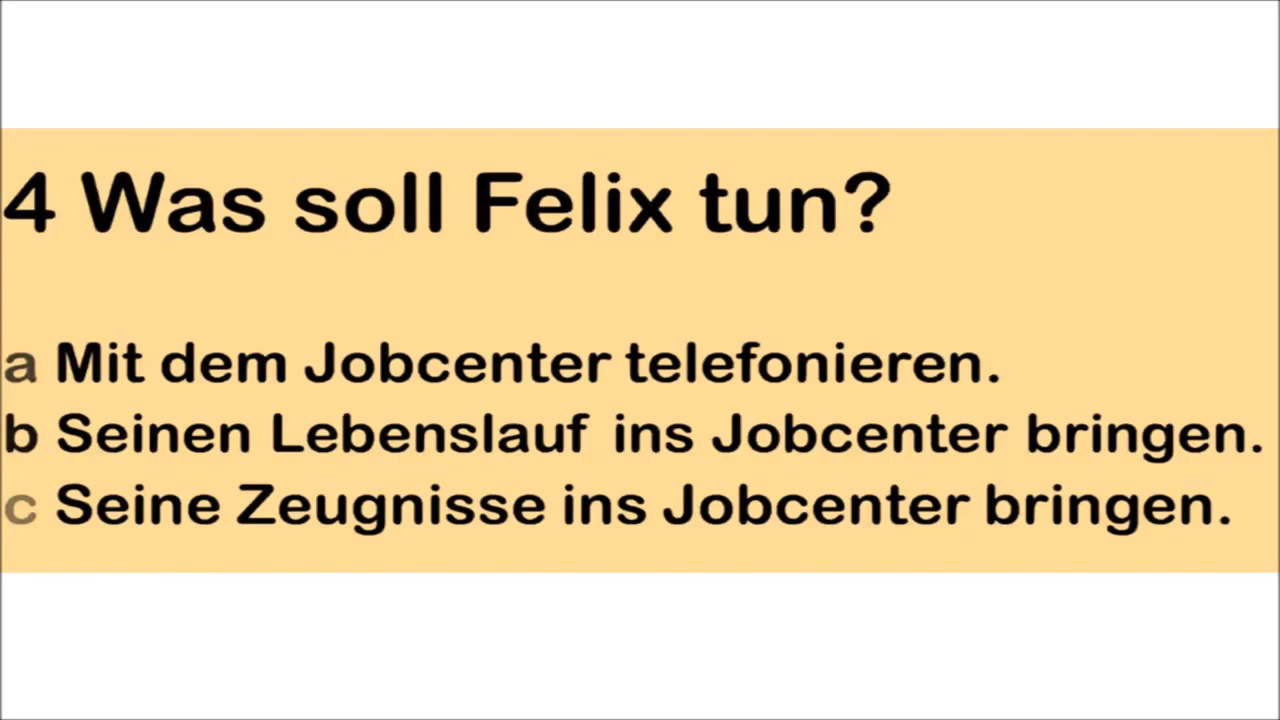 4 Was soll Felix tun?
a Mit dem Jobcenter telefonieren.
b Seinen Lebenslauf ins Jobcenter bringen.
c Seine Zeugnisse ins Jobcenter bringen.